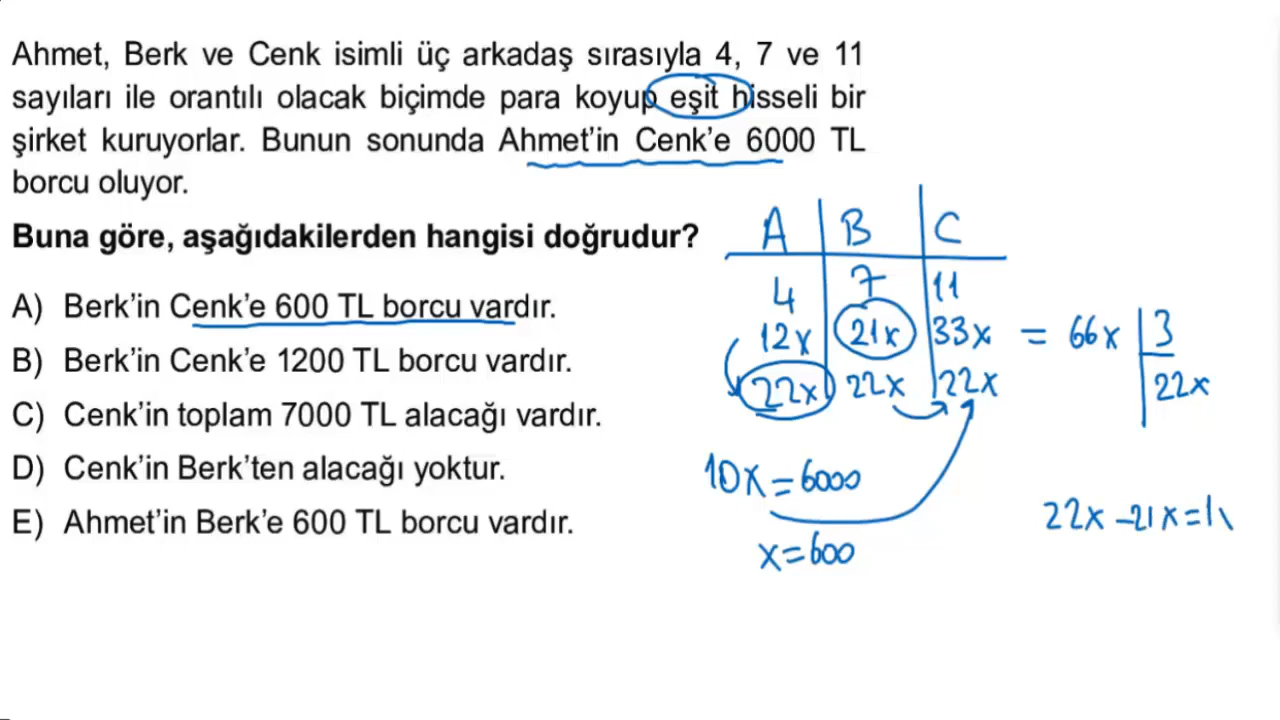 Ahmet, Berk ve Cenk isimli üç arkadaş sırasıyla 4, 7 ve 11
sayıları ile orantılı olacak biçimde para koyup eşit hisseli bir
şirket kuruyorlar. Bunun sonunda Ahmet'in Cenk'e 6000 TL
borcu oluyor.
Buna göre, aşağıdakilerden hangisi doğrudur?
A) Berk'in Cenk'e 600 TL borcu vardır.
B) Berk'in Cenk'e 1200 TL borcu vardır.
C) Cenk'in toplam 7000 TL alacağı vardır.
D) Cenk'in Berk'ten alacağı yoktur.
E) Ahmet'in Berk'e 600 TL borcu vardır.
A B C
4 7 11
12x 21x 33x = 66x 3
22x 22x 22x 22x
10x = 6000
x = 600
22x - 21x =